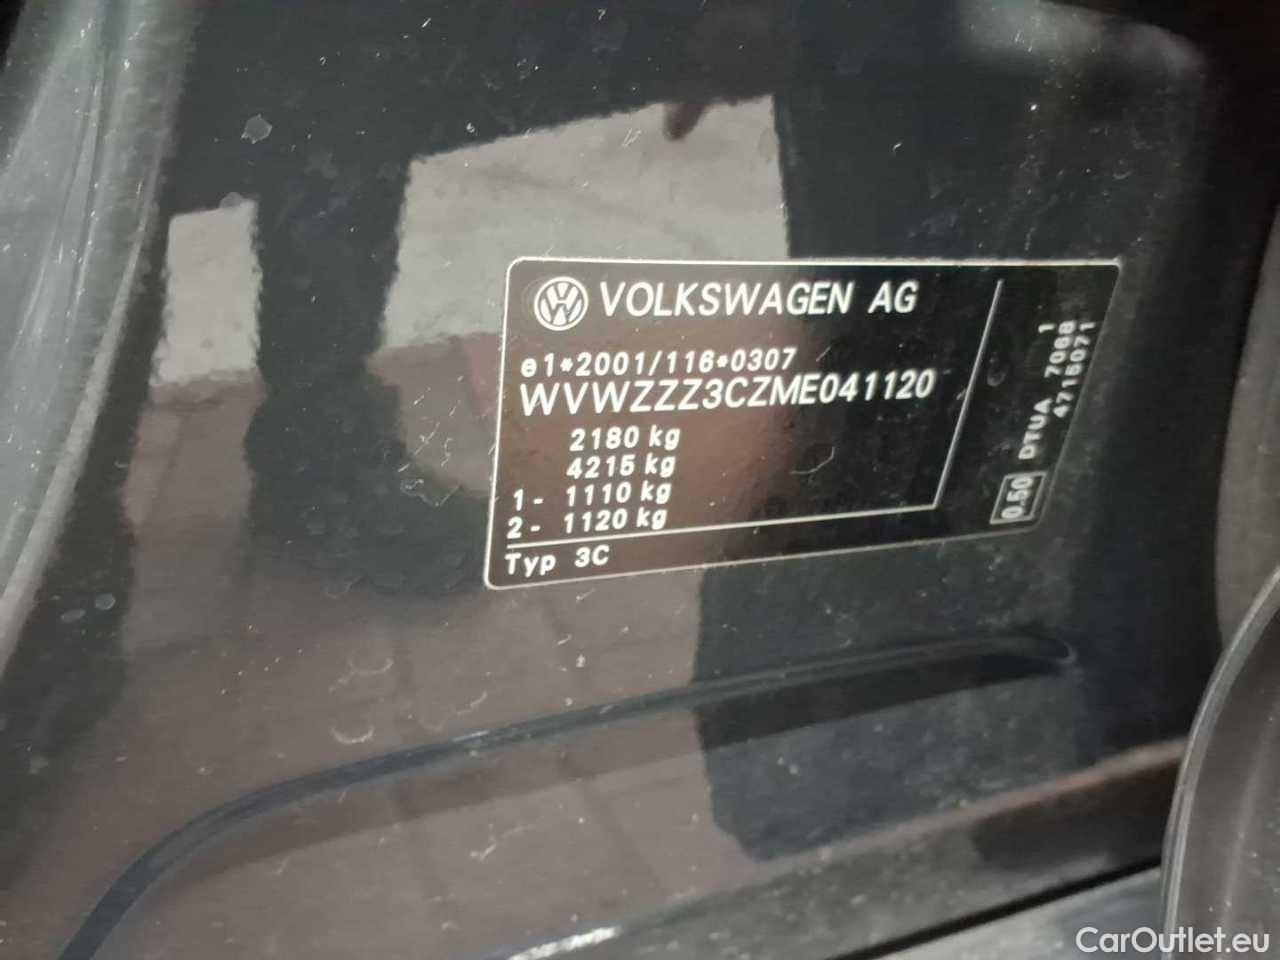 VOLKSWAGEN AG
e1*2001/116*0307
WVWZZZ3CZME041120
2180 kg
4215 kg
1 - 1110 kg
2 - 1120 kg
Typ 3C
0.50 DTUA 7068 1
4715071
CarOutlet.eu